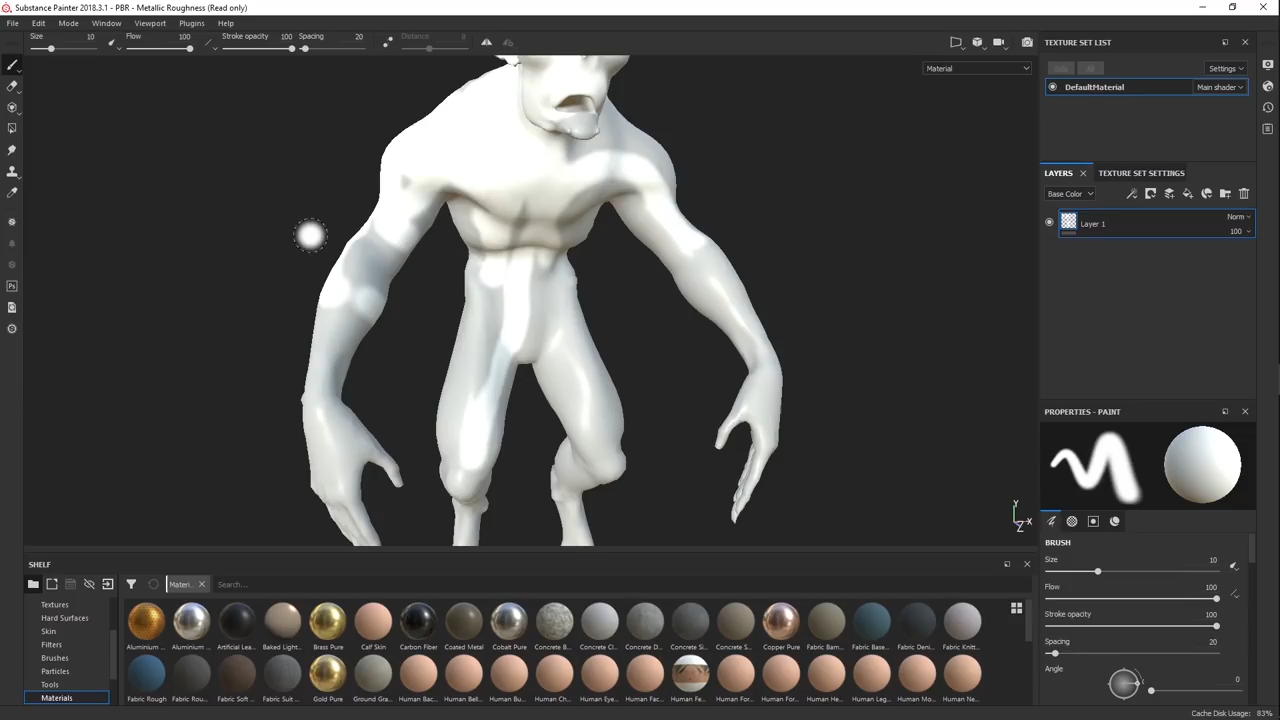 Substance Painter 2018.3.1 - PBR - Metallic Roughness (Read only)
File Edit Mode Window Viewport Plugins Help
Size 10 Flow 100 Stroke opacity 100 Spacing 20 Distance 8
Material
TEXTURE SET LIST
Settings
DefaultMaterial Main shader
LAYERS TEXTURE SET SETTINGS
Base Color
Layer 1 Norm
100
PROPERTIES - PAINT
BRUSH
Size 10
Flow 100
Stroke opacity 100
Spacing 20
Angle 0
Y
X
Z
Ps
SHELF
Materi... Search...
Textures
Hard Surfaces
Skin
Filters
Brushes
Particles
Tools
Materials
Aluminium ... Aluminium ... Artificial Lea... Baked Light... Brass Pure Calf Skin Carbon Fiber Coated Metal Cobalt Pure Concrete B... Concrete Cl... Concrete D... Concrete Si... Concrete S... Copper Pure Fabric Bam... Fabric Base... Fabric Deni... Fabric Knitt...
Fabric Rough Fabric Rou... Fabric Soft ... Fabric Suit ... Gold Pure Ground Gra... Human Bac... Human Bell... Human Bu... Human Ch... Human Eye... Human Fac... Human Fe... Human For... Human For... Human He... Human Leg... Human Mo... Human Ne...
Cache Disk Usage: 83%